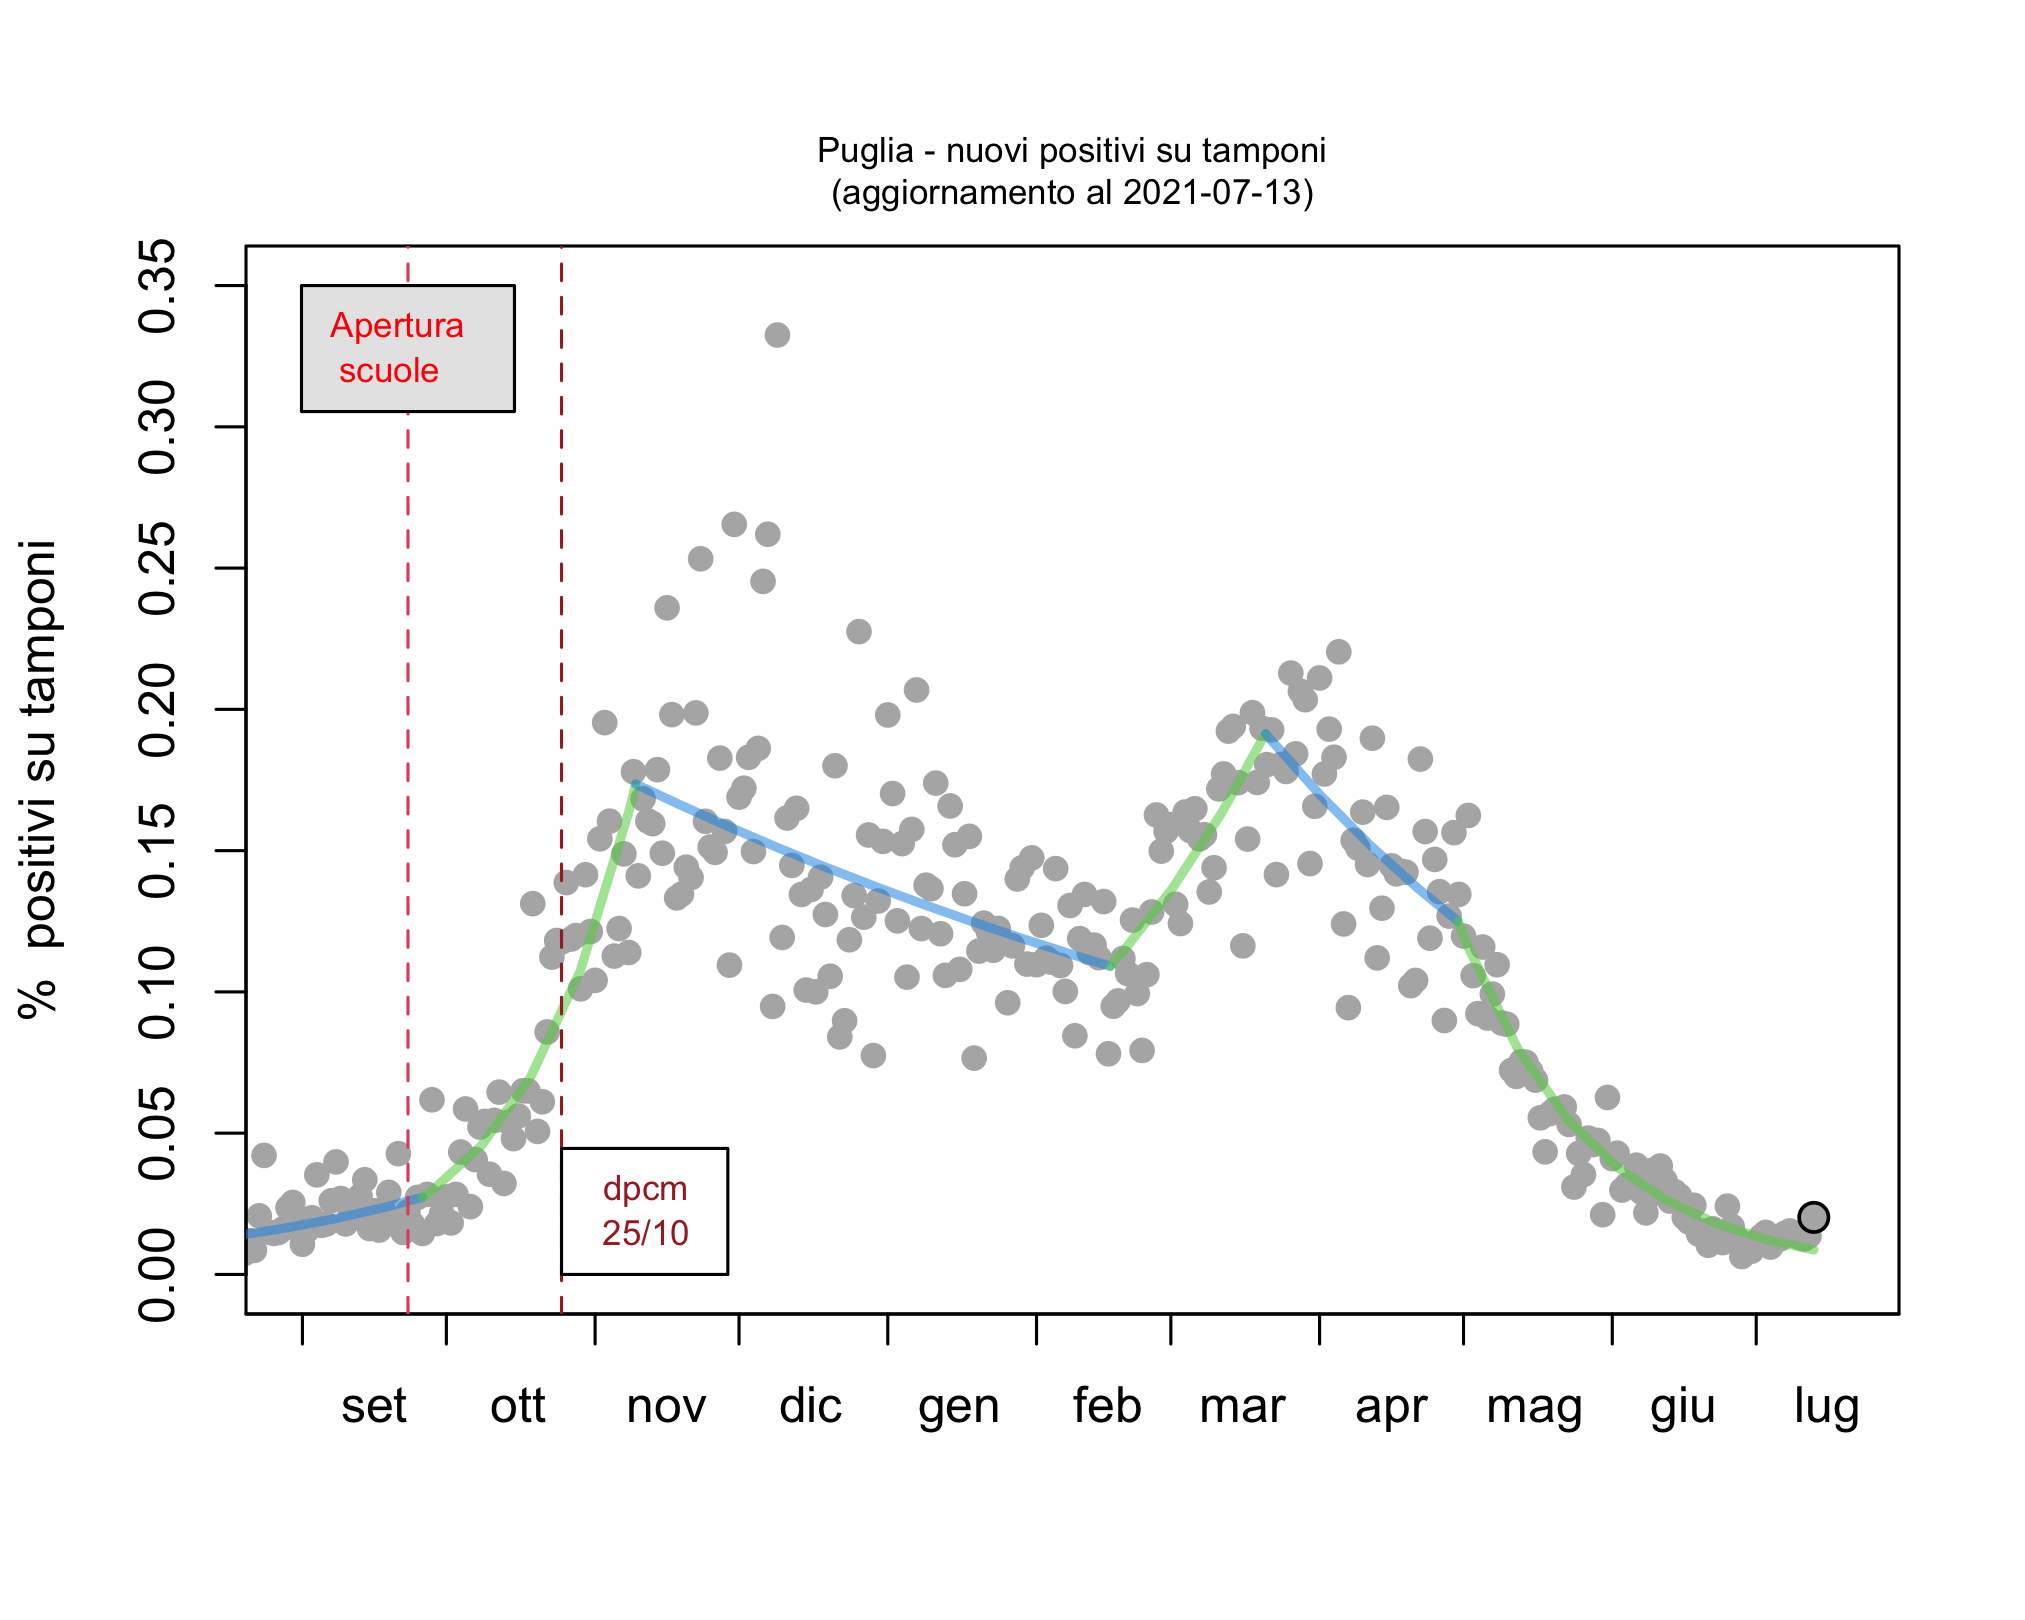 Puglia - nuovi positivi su tamponi
(aggiornamento al 2021-07-13)
% positivi su tamponi
0.35
0.30
0.25
0.20
0.15
0.10
0.05
0.00
Apertura
scuole
dpcm
25/10
set ott nov dic gen feb mar apr mag giu lug